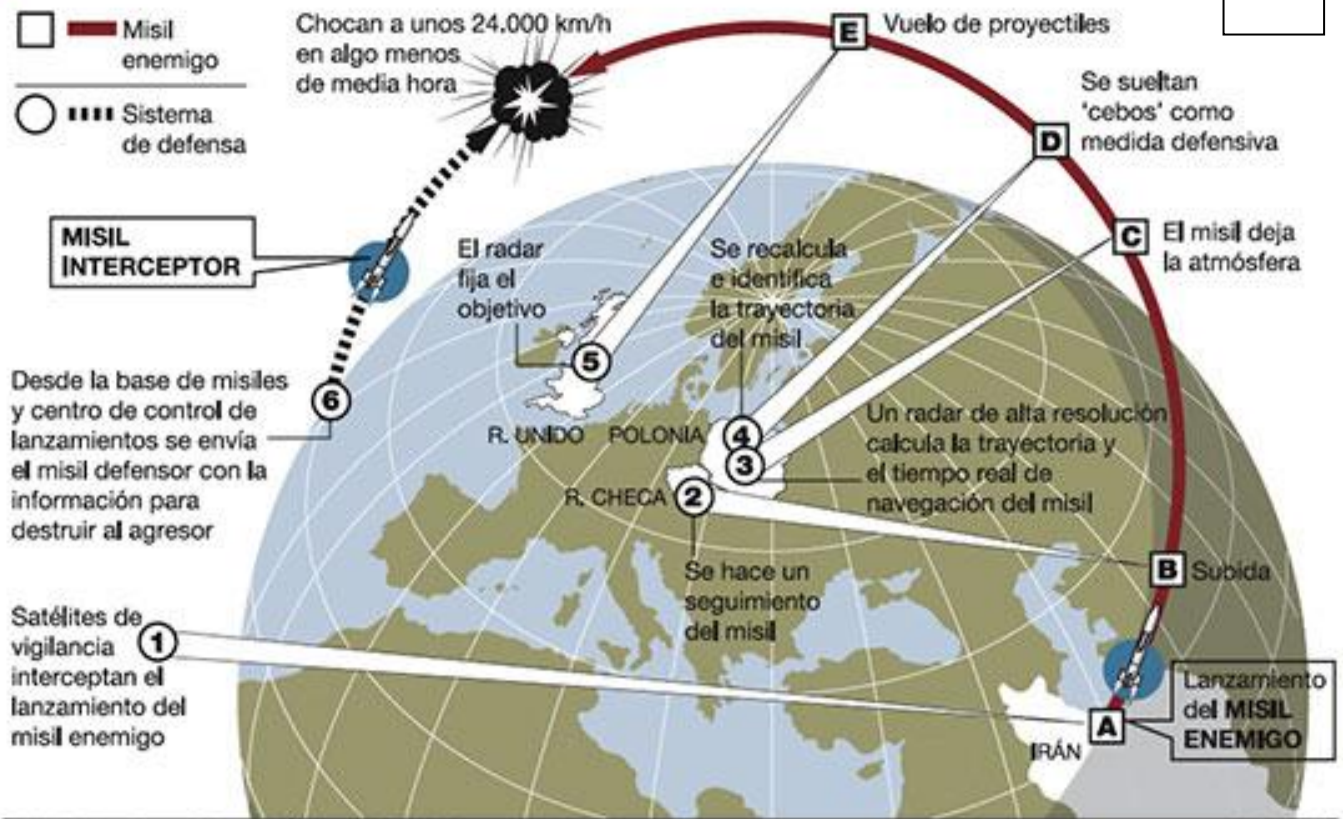 Misil
enemigo
Sistema
de defensa
Chocan a unos 24.000 km/h
en algo menos
de media hora
E
Vuelo de proyectiles
Se sueltan
‘cebos’ como
medida defensiva
D
C
El misil deja
la atmósfera
MISIL
INTERCEPTOR
El radar
fija el
objetivo
Se recalcula
e identifica
la trayectoria
del misil
5
6
Desde la base de misiles
y centro de control de
lanzamientos se envía
el misil defensor con la
información para
destruir al agresor
R. UNIDO
POLONIA
4
3
Un radar de alta resolución
calcula la trayectoria y
el tiempo real de
navegación del misil
R. CHECA
2
Se hace un
seguimiento
del misil
B
Subida
Satélites de
vigilancia
interceptan el
lanzamiento del
misil enemigo
1
A
Lanzamiento
del MISIL
ENEMIGO
IRÁN